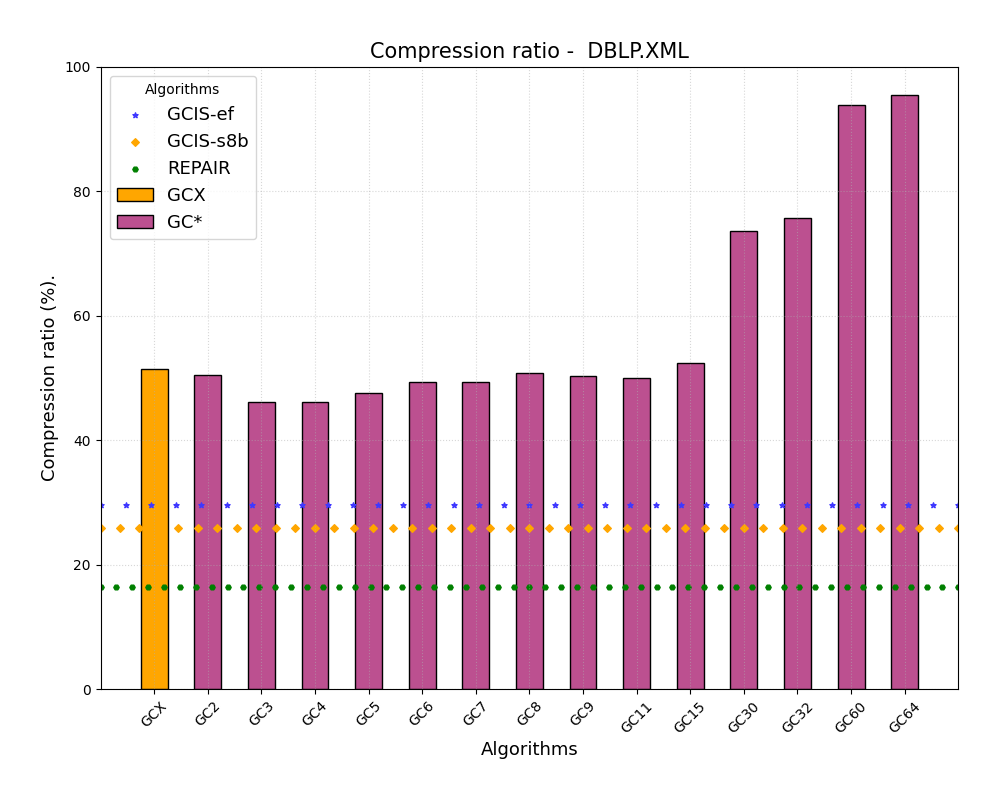 Compression ratio -  DBLP.XML
100
80
60
40
20
0
Compression ratio (%).
Algorithms
GCIS-ef
GCIS-s8b
REPAIR
GCX
GC*
GCX
GC2
GC3
GC4
GC5
GC6
GC7
GC8
GC9
GC11
GC15
GC30
GC32
GC60
GC64
Algorithms